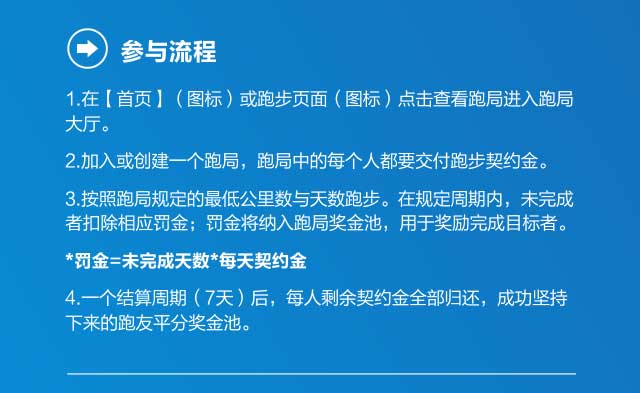 参与流程
1.在【首页】（图标）或跑步页面（图标）点击查看跑局进入跑局
大厅。
2.加入或创建一个跑局，跑局中的每个人都要交付跑步契约金。
3.按照跑局规定的最低公里数与天数跑步。在规定周期内，未完成
者扣除相应罚金；罚金将纳入跑局奖金池，用于奖励完成目标者。
*罚金=未完成天数*每天契约金
4.一个结算周期（7天）后，每人剩余契约金全部归还，成功坚持
下来的跑友平分奖金池。